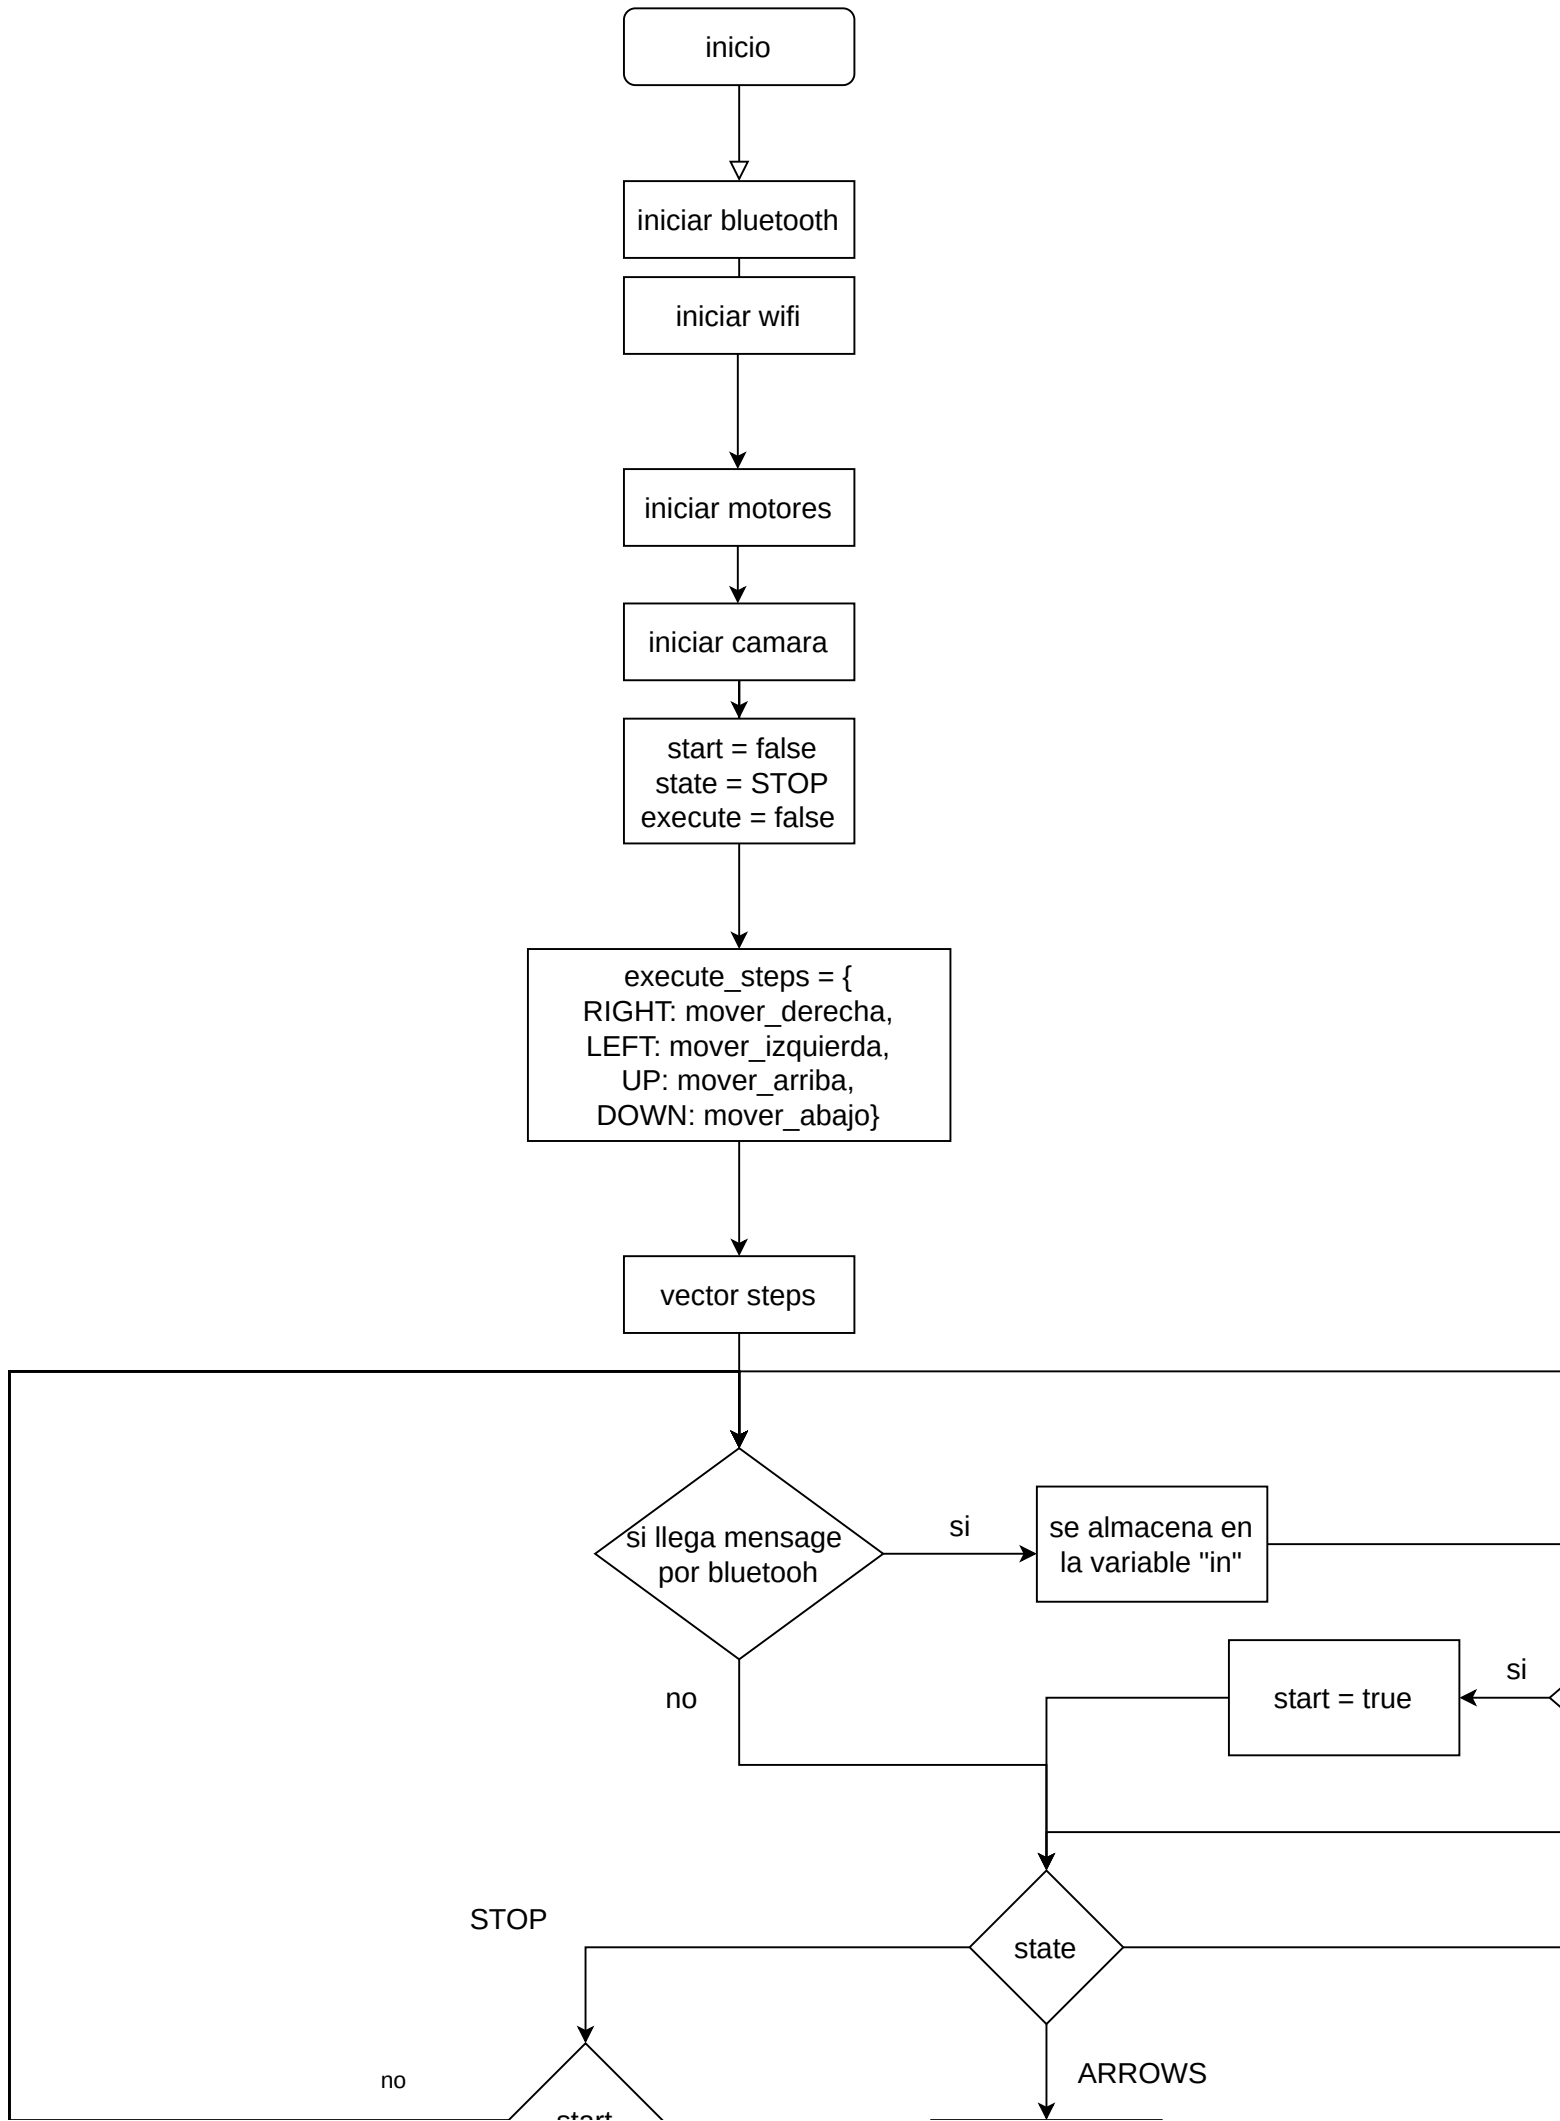 inicio
iniciar bluetooth
iniciar wifi
iniciar motores
iniciar camara
start = false
state = STOP
execute = false
execute_steps = {
RIGHT: mover_derecha,
LEFT: mover_izquierda,
UP: mover_arriba,
DOWN: mover_abajo}
vector steps
si llega mensage
por bluetooh
si
se almacena en
la variable "in"
si
start = true
no
STOP
state
ARROWS
no
start